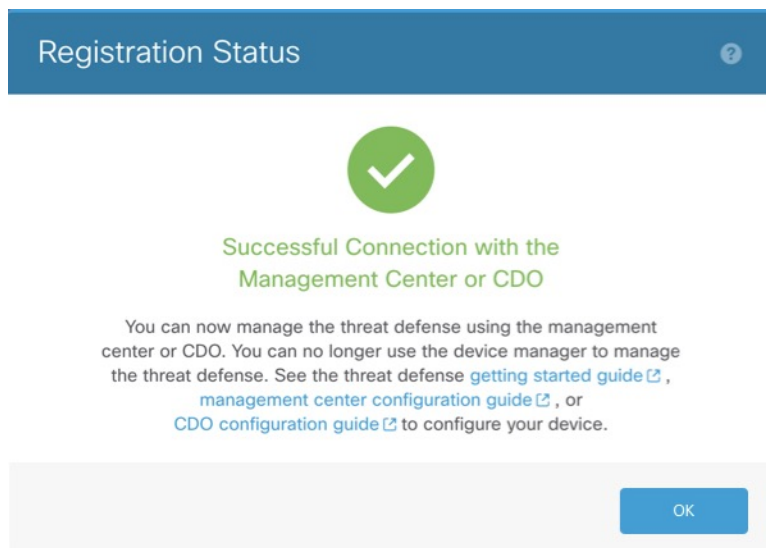 Registration Status
?
Successful Connection with the
Management Center or CDO
You can now manage the threat defense using the management
center or CDO. You can no longer use the device manager to manage
the threat defense. See the threat defense getting started guide ,
management center configuration guide , or
CDO configuration guide to configure your device.
OK